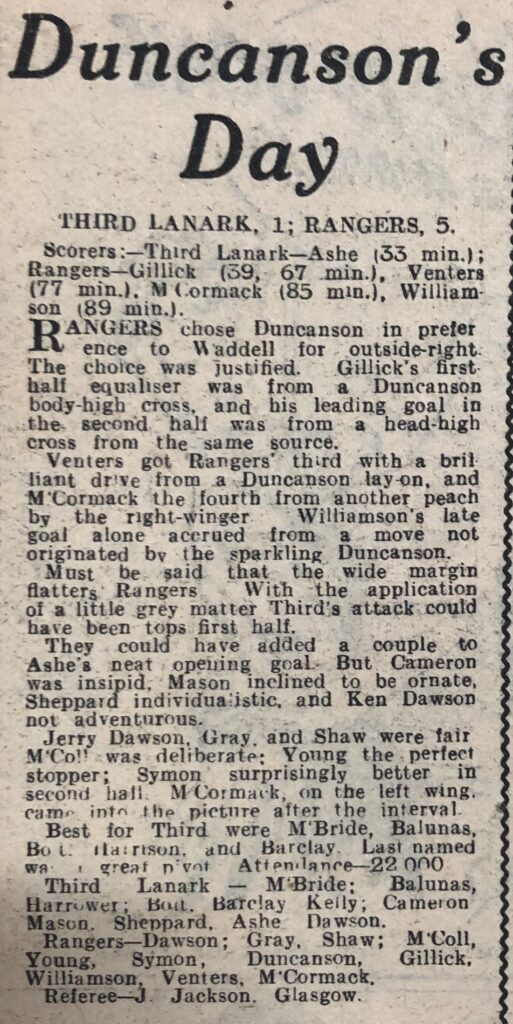 Duncanson's
Day
THIRD LANARK, 1; RANGERS, 5.
Scorers:—Third Lanark—Ashe (33 min.);
Rangers—Gillick (39, 67 min.), Venters
(77 min.), M'Cormack (85 min.), William-
son (89 min.).
RANGERS chose Duncanson in prefer
ence to Waddell for outside-right.
The choice was justified. Gillick's first-
half equaliser was from a Duncanson
body-high cross, and his leading goal in
the second half was from a head-high
cross from the same source.
Venters got Rangers' third with a bril
liant drive from a Duncanson lay-on, and
M'Cormack the fourth from another peach
by the right-winger Williamson's late
goal alone accrued from a move not
originated by the sparkling Duncanson.
Must be said that the wide margin
flatters Rangers With the application
of a little grey matter Third's attack could
have been tops first half.
They could have added a couple to
Ashe's neat opening goal. But Cameron
was insipid, Mason inclined to be ornate,
Sheppard individualistic, and Ken Dawson
not adventurous.
Jerry Dawson, Gray, and Shaw were fair
M'Coll was deliberate; Young the perfect
stopper; Symon surprisingly better in
second half. M'Cormack, on the left wing,
came into the picture after the interval.
Best for Third were M'Bride, Balunas,
and Barclay. Last named
great pivot Attendance—22 000
Third Lanark — M'Bride; Balunas,
Harrower; Barclay Kelly; Cameron
Mason, Sheppard, Ashe Dawson.
Rangers—Dawson; Gray, Shaw; M'Coll,
Young, Symon, Duncanson, Gillick,
Williamson, Venters, M'Cormack.
Referee—J. Jackson, Glasgow.